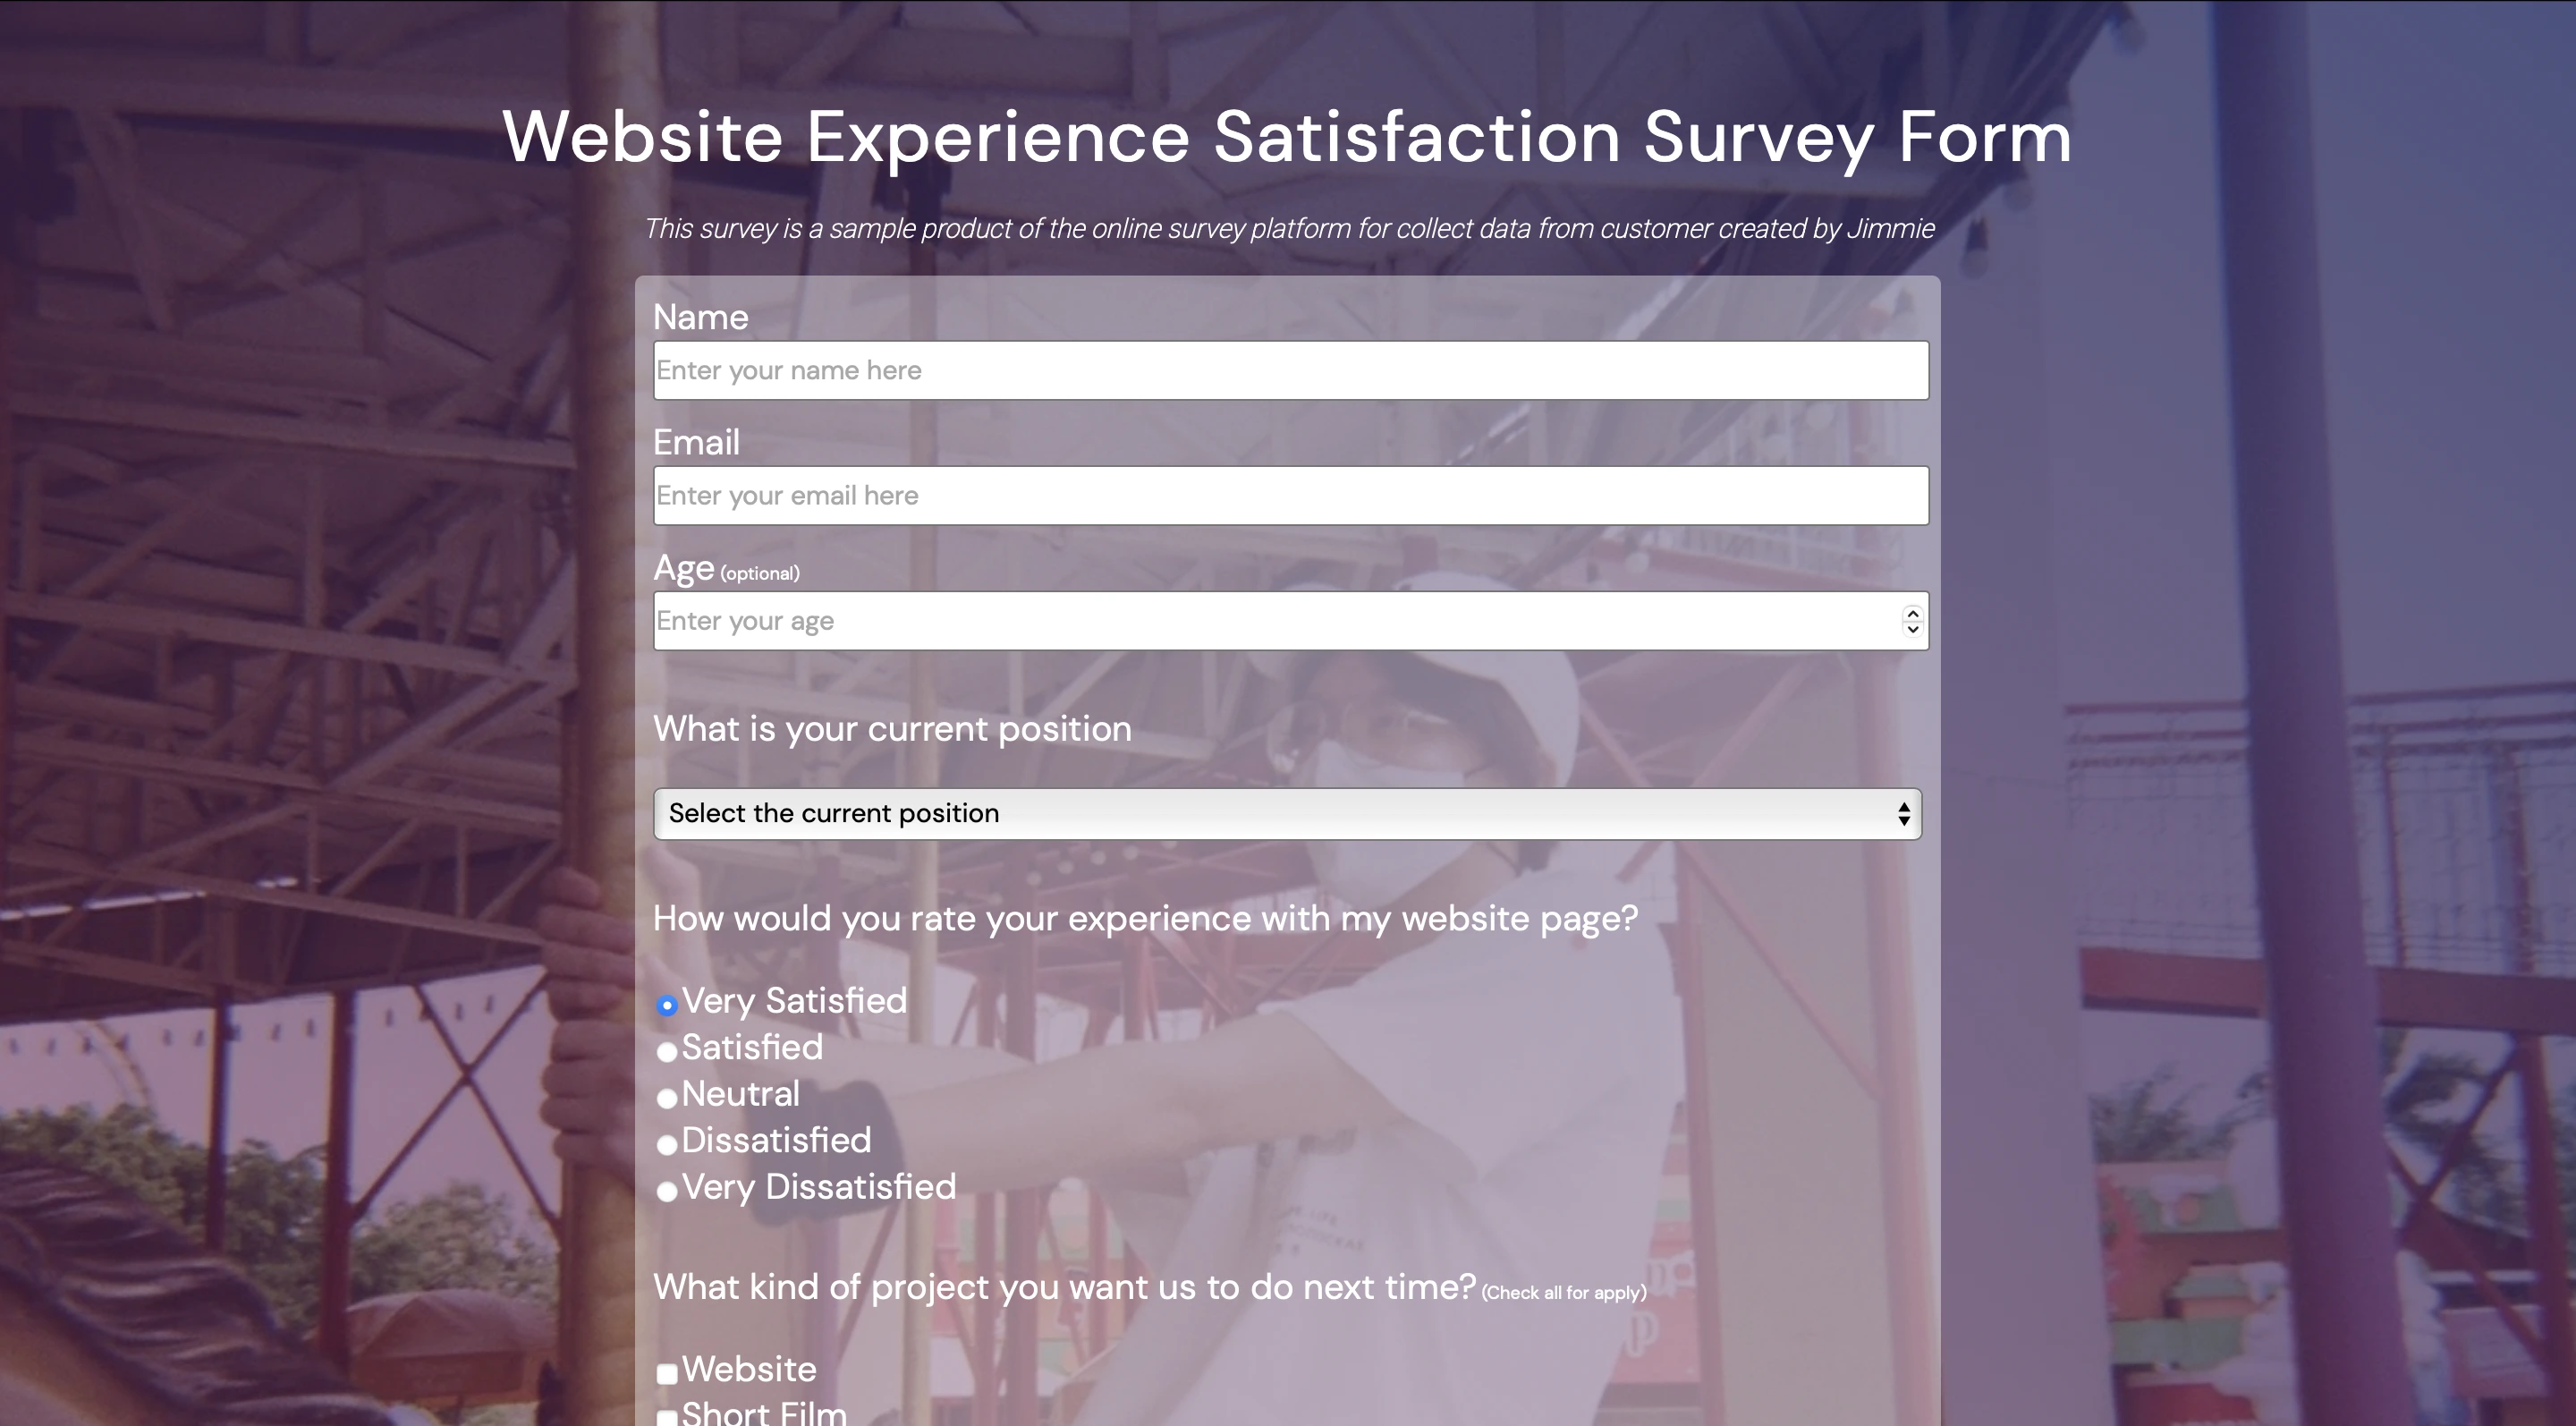 Website Experience Satisfaction Survey Form
This survey is a sample product of the online survey platform for collect data from customer created by Jimmie
Name
Enter your name here
Email
Enter your email here
Age (optional)
Enter your age
What is your current position
Select the current position
How would you rate your experience with my website page?
Very Satisfied
Satisfied
Neutral
Dissatisfied
Very Dissatisfied
What kind of project you want us to do next time? (Check all for apply)
Website
Short Film